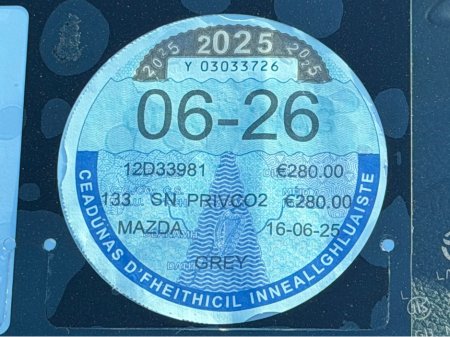 2025 2025 2025
Y 03033726
06-26
12D33981 €280.00
133 SN PRIVCO2 €280.00
MAZDA 16-06-25
GREY
CEADÚNAS D'FHEITHICIL INNEALLGHLUAISTE